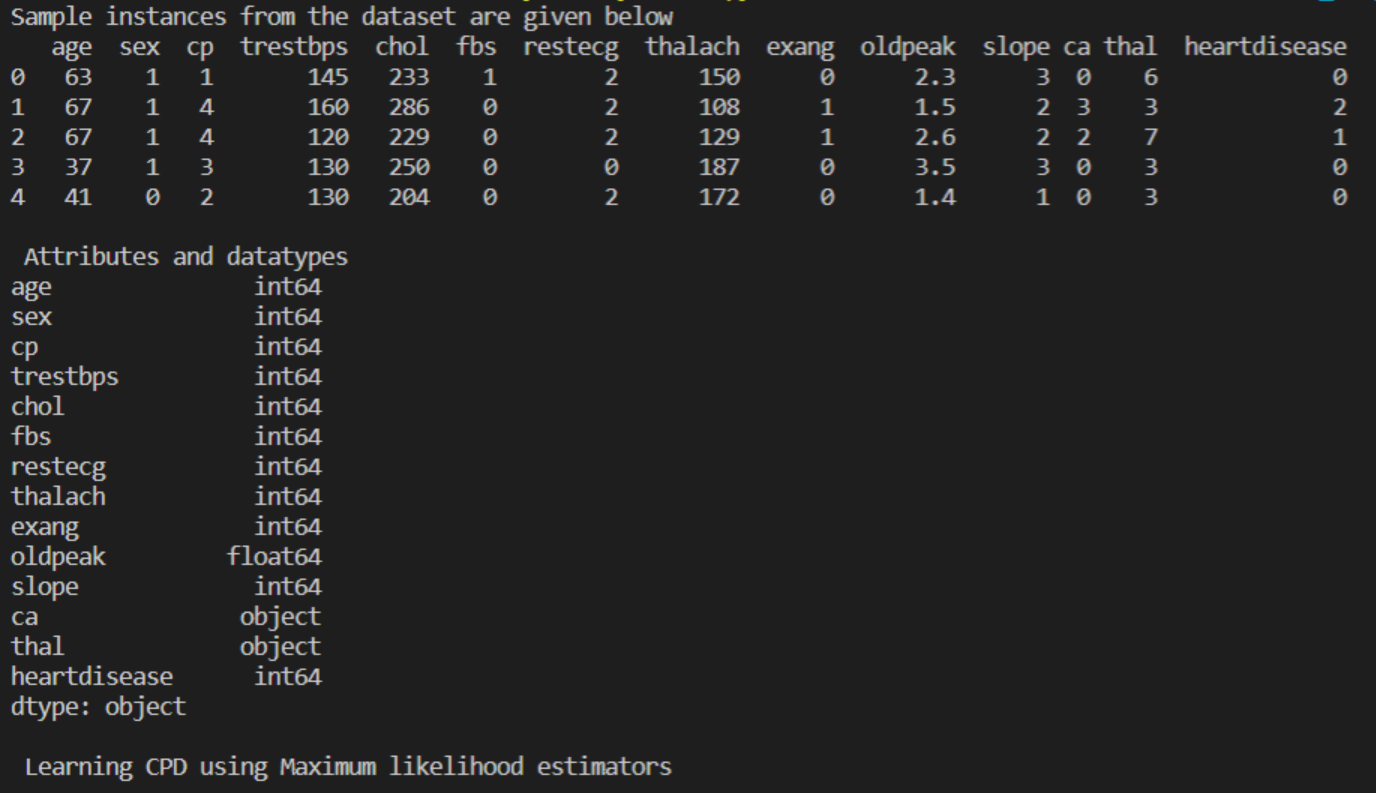 Sample instances from the dataset are given below
   age  sex  cp  trestbps  chol  fbs  restecg  thalach  exang  oldpeak  slope ca thal  heartdisease
0   63    1   1       145   233    1        2      150      0      2.3      3  0    6             0
1   67    1   4       160   286    0        2      108      1      1.5      2  3    3             2
2   67    1   4       120   229    0        2      129      1      2.6      2  2    7             1
3   37    1   3       130   250    0        0      187      0      3.5      3  0    3             0
4   41    0   2       130   204    0        2      172      0      1.4      1  0    3             0

 Attributes and datatypes
age               int64
sex               int64
cp                int64
trestbps          int64
chol              int64
fbs               int64
restecg           int64
thalach           int64
exang             int64
oldpeak         float64
slope             int64
ca               object
thal             object
heartdisease      int64
dtype: object

 Learning CPD using Maximum likelihood estimators